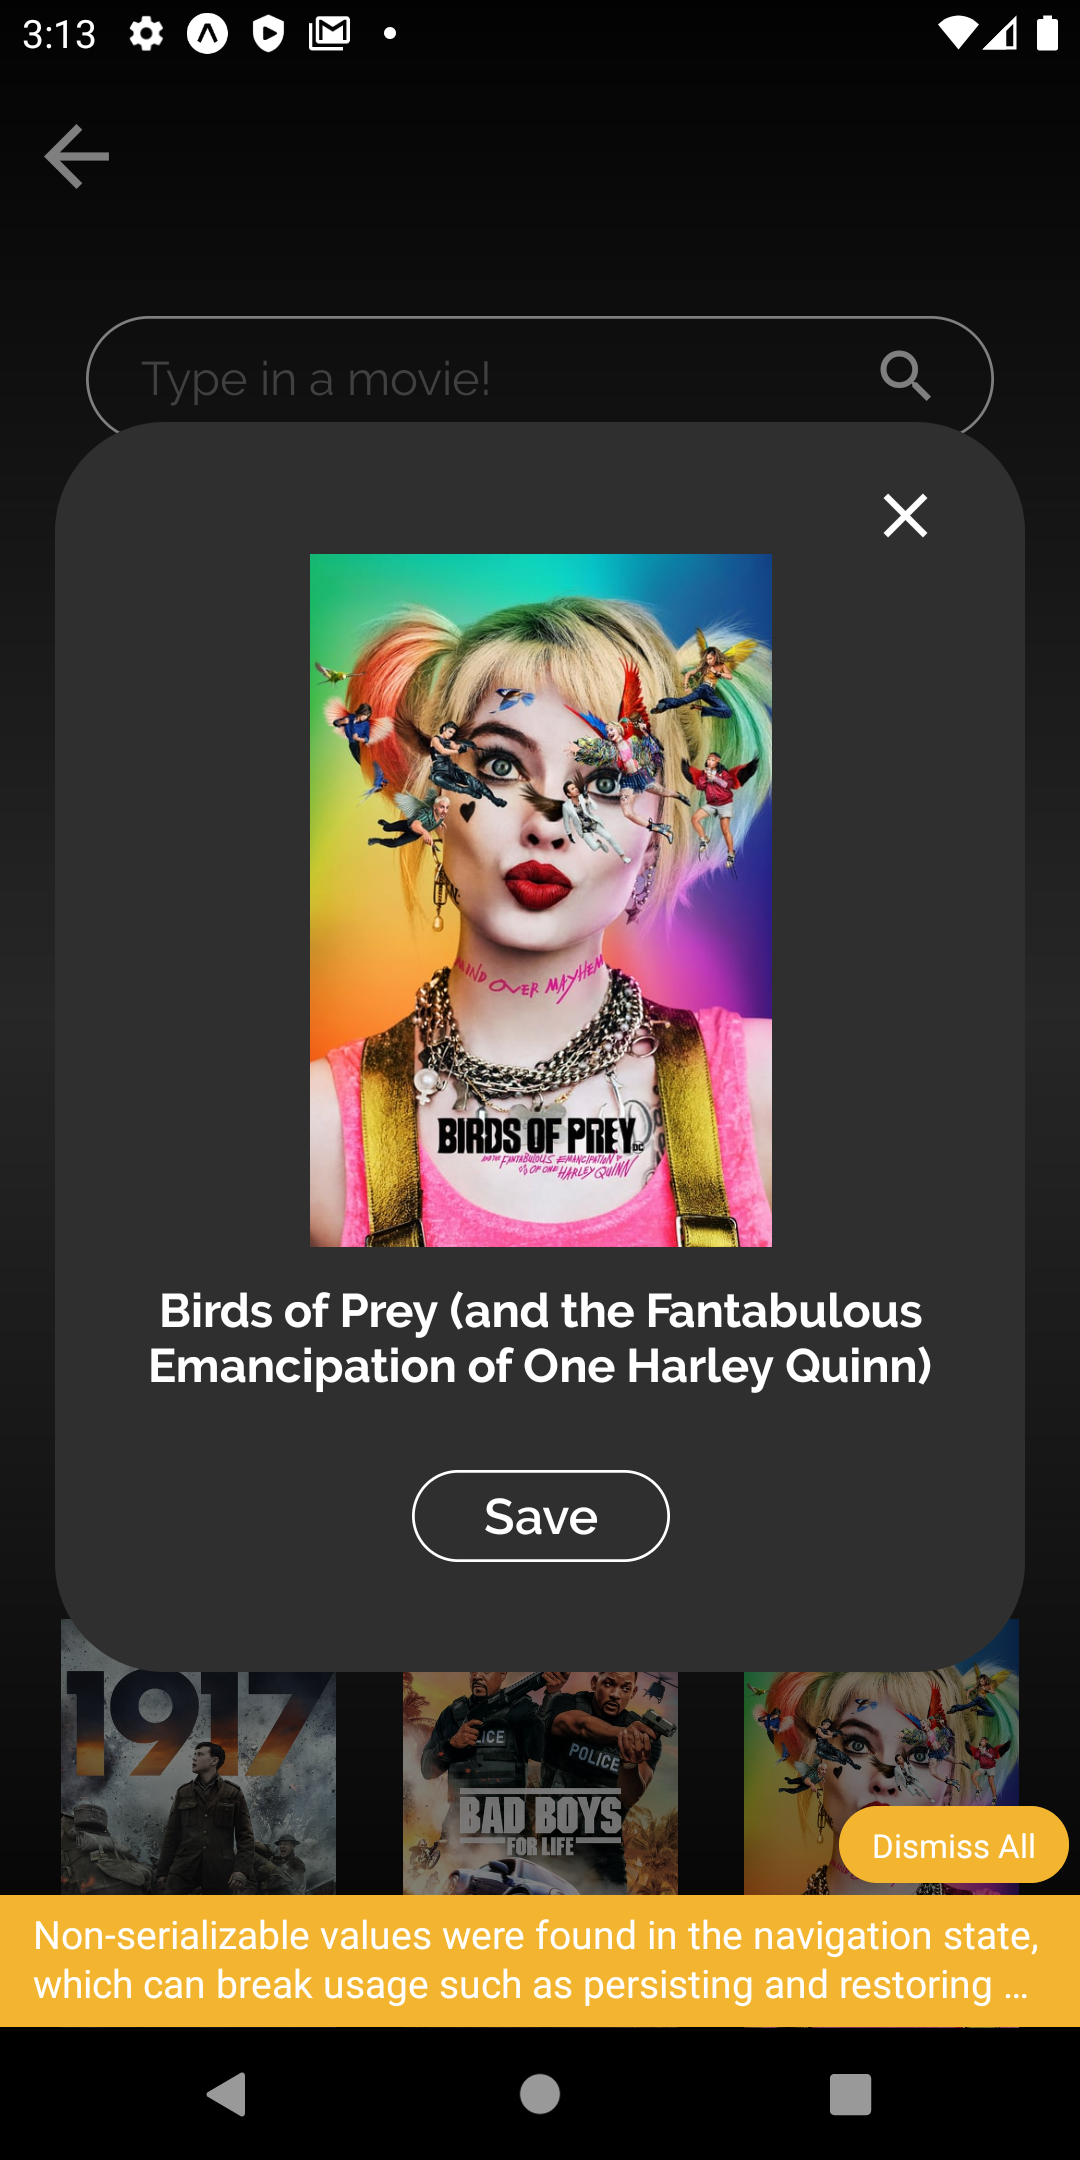 3:13
Type in a movie!
MIND OVER MAYHEM
BIRDS OF PREY
DC
AND THE FANTABULOUS EMANCIPATION
OF ONE HARLEY QUINN
Birds of Prey (and the Fantabulous
Emancipation of One Harley Quinn)
Save
1917
POLICE
BAD BOYS
FOR LIFE
Dismiss All
Non-serializable values were found in the navigation state,
which can break usage such as persisting and restoring ...